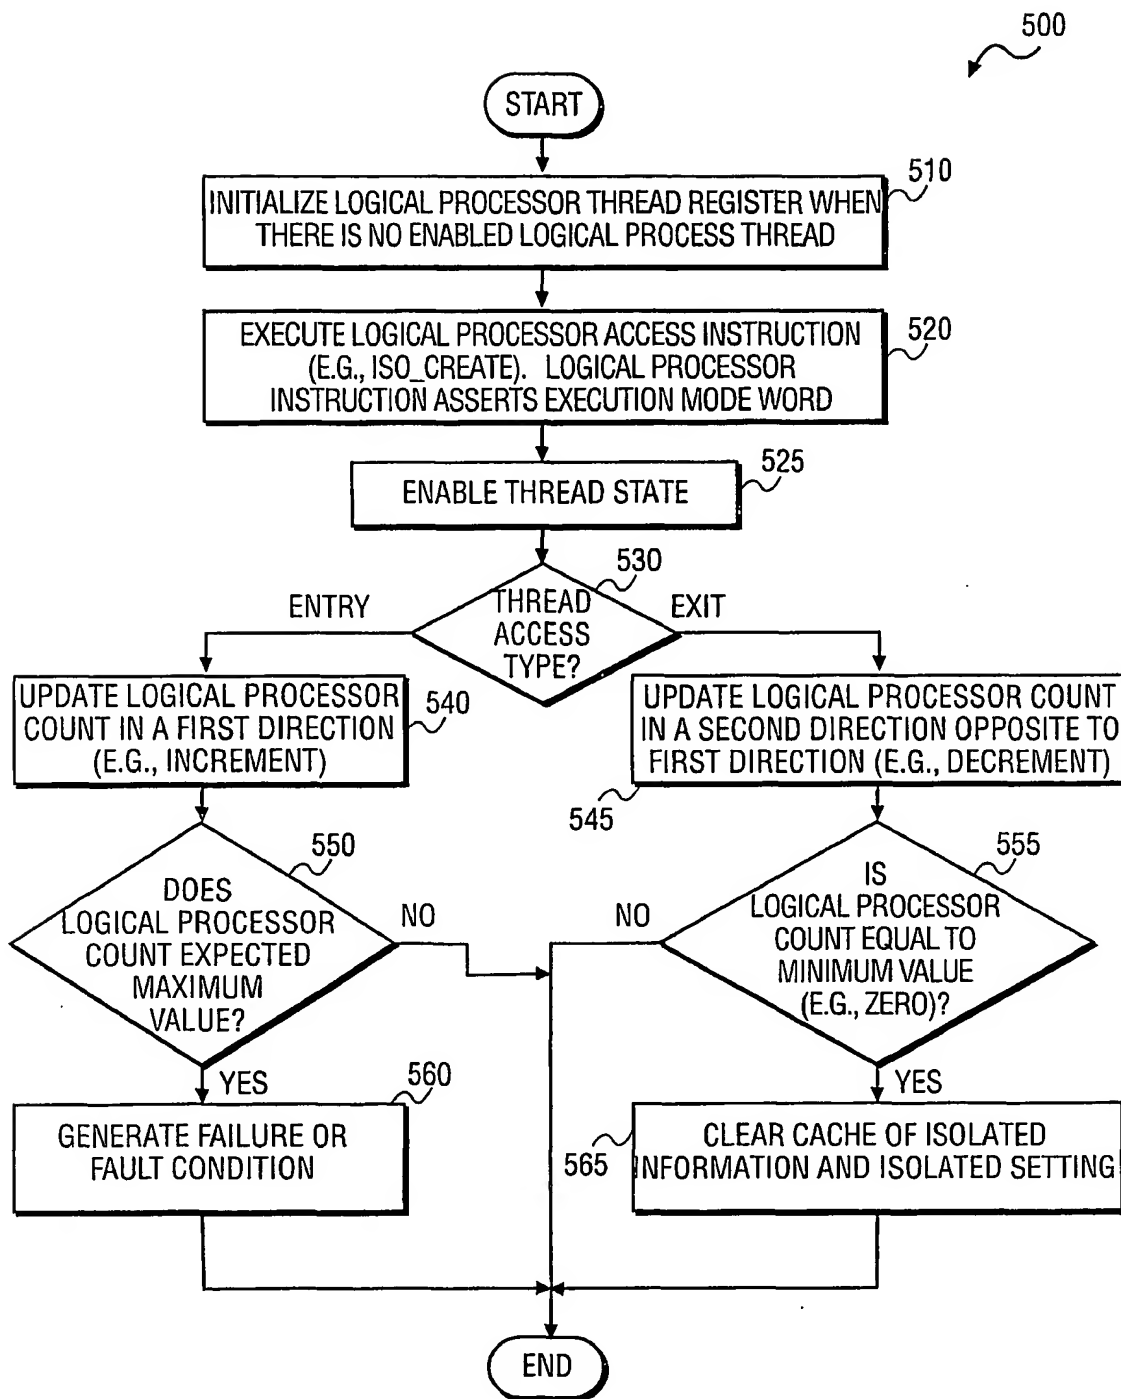 500
START
510
INITIALIZE LOGICAL PROCESSOR THREAD REGISTER WHEN
THERE IS NO ENABLED LOGICAL PROCESS THREAD
520
EXECUTE LOGICAL PROCESSOR ACCESS INSTRUCTION
(E.G., ISO_CREATE). LOGICAL PROCESSOR
INSTRUCTION ASSERTS EXECUTION MODE WORD
525
ENABLE THREAD STATE
530
ENTRY
THREAD
ACCESS
TYPE?
EXIT
UPDATE LOGICAL PROCESSOR
COUNT IN A FIRST DIRECTION
(E.G., INCREMENT)
540
UPDATE LOGICAL PROCESSOR COUNT
IN A SECOND DIRECTION OPPOSITE TO
FIRST DIRECTION (E.G., DECREMENT)
545
550
DOES
LOGICAL PROCESSOR
COUNT EXPECTED
MAXIMUM
VALUE?
NO
YES
555
IS
LOGICAL PROCESSOR
COUNT EQUAL TO
MINIMUM VALUE
(E.G., ZERO)?
NO
YES
560
GENERATE FAILURE OR
FAULT CONDITION
565
CLEAR CACHE OF ISOLATED
INFORMATION AND ISOLATED SETTING
END